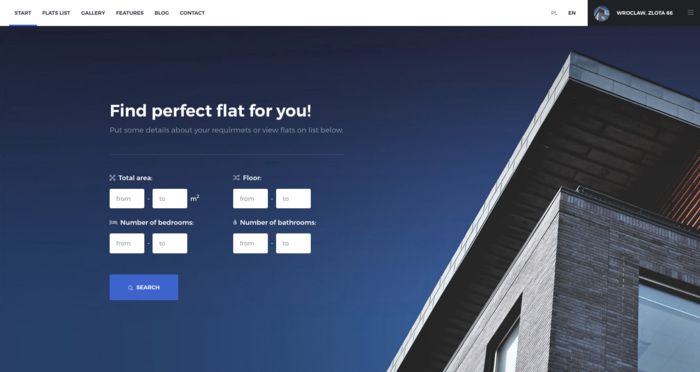 START FLATS LIST GALLERY FEATURES BLOG CONTACT PL EN WROCLAW, ZLOTA 66
Find perfect flat for you!
Put some details about your requirmets or view flats on list below.
Total area: Floor:
from - to m² from - to
Number of bedrooms: Number of bathrooms:
from - to from - to
SEARCH